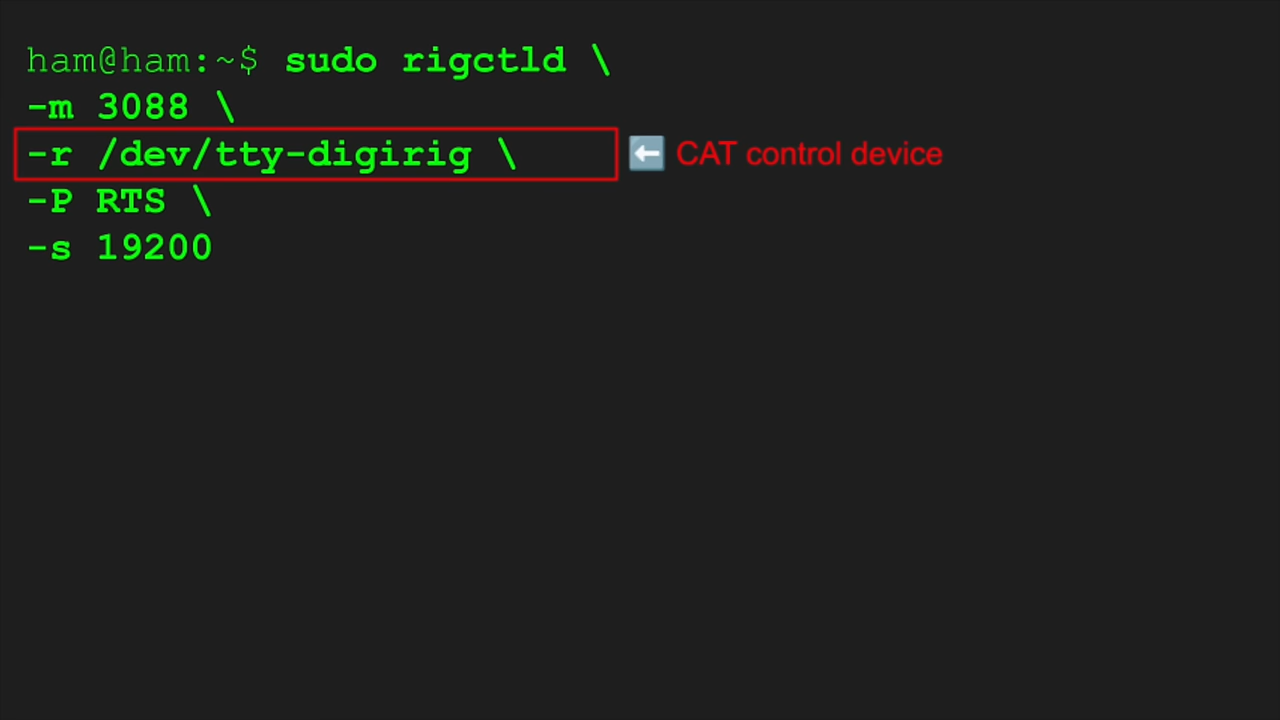 ham@ham:~$ sudo rigctld \
-m 3088 \
-r /dev/tty-digirig \ ⬅️ CAT control device
-P RTS \
-s 19200